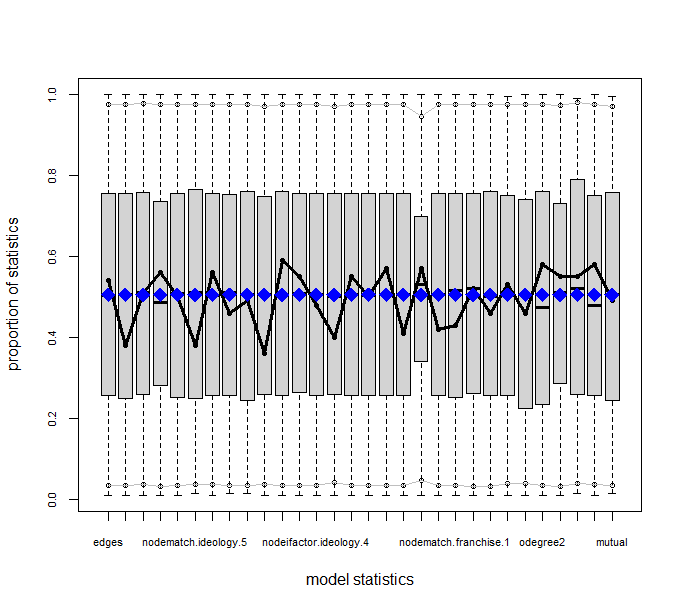 proportion of statistics
1.0
0.8
0.6
0.4
0.2
0.0
edges nodematch.ideology.5 nodeifactor.ideology.4 nodematch.franchise.1 odegree2 mutual
model statistics